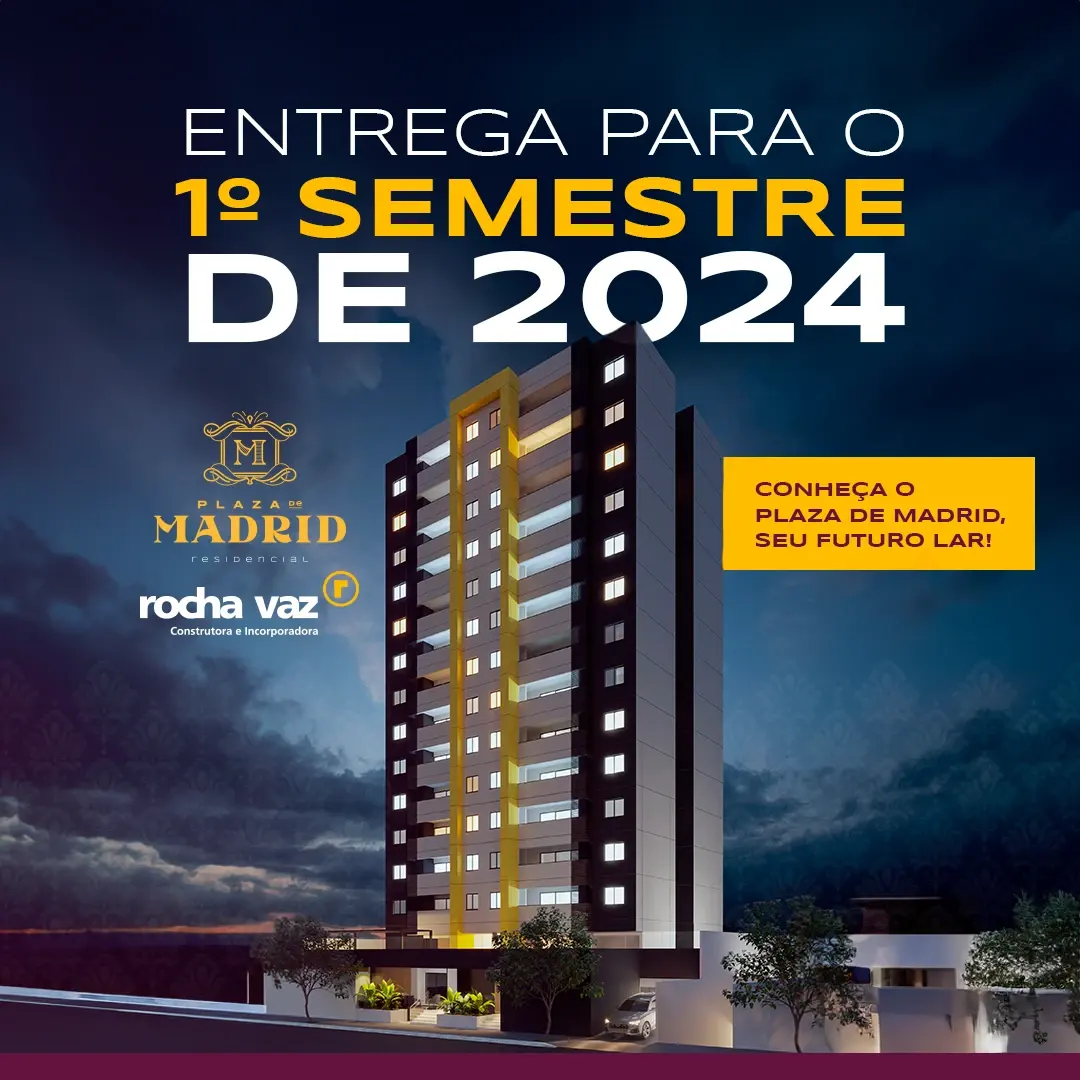 ENTREGA PARA O
1º SEMESTRE
DE 2024
M
PLAZA DE
MADRID
residencial
rocha vaz r
Construtora e Incorporadora
CONHEÇA O
PLAZA DE MADRID,
SEU FUTURO LAR!